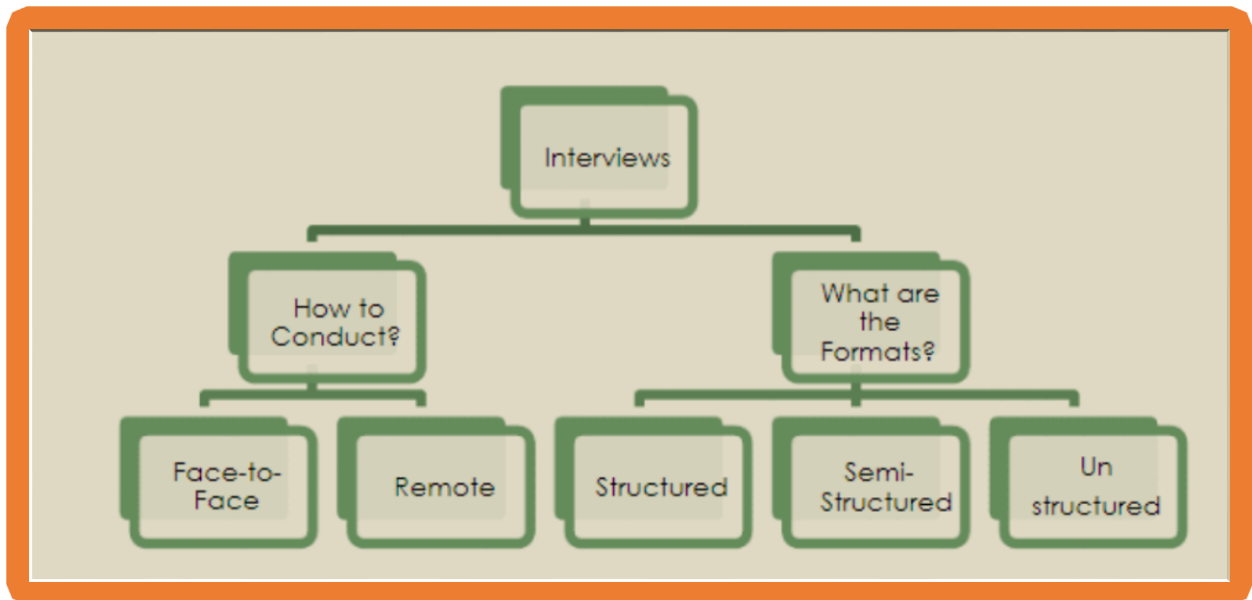 Interviews
How to
Conduct?
What are
the
Formats?
Face-to-
Face
Remote
Structured
Semi-
Structured
Un
structured